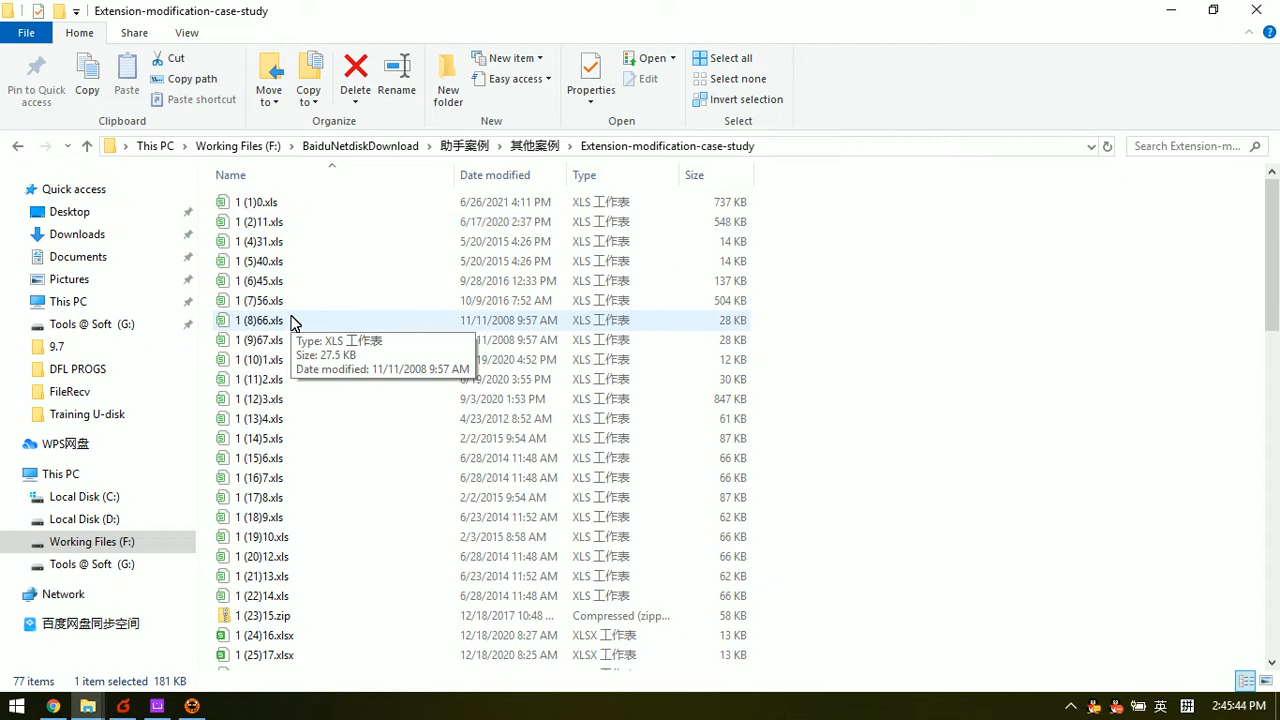 Extension-modification-case-study
File Home Share View
Pin to Quick access
Copy
Paste
Cut
Copy path
Paste shortcut
Clipboard
Move to
Copy to
Delete
Rename
Organize
New folder
New item
Easy access
New
Properties
Open
Edit
Open
Select all
Select none
Invert selection
Select
This PC Working Files (F:) BaiduNetdiskDownload 助手案例 其他案例 Extension-modification-case-study
Search Extension-m...
Quick access
Desktop
Downloads
Documents
Pictures
This PC
Tools @ Soft (G:)
9.7
DFL PROGS
FileRecv
Training U-disk
WPS网盘
This PC
Local Disk (C:)
Local Disk (D:)
Working Files (F:)
Tools @ Soft (G:)
Network
百度网盘同步空间
Name Date modified Type Size
1 (1)0.xls 6/26/2021 4:11 PM XLS 工作表 737 KB
1 (2)11.xls 6/17/2020 2:37 PM XLS 工作表 548 KB
1 (4)31.xls 5/20/2015 4:26 PM XLS 工作表 14 KB
1 (5)40.xls 5/20/2015 4:26 PM XLS 工作表 14 KB
1 (6)45.xls 9/28/2016 12:33 PM XLS 工作表 137 KB
1 (7)56.xls 10/9/2016 7:52 AM XLS 工作表 504 KB
1 (8)66.xls 11/11/2008 9:57 AM XLS 工作表 28 KB
1 (9)67.xls 11/11/2008 9:57 AM XLS 工作表 28 KB
1 (10)1.xls 19/2020 4:52 PM XLS 工作表 12 KB
1 (11)2.xls 19/2020 3:55 PM XLS 工作表 30 KB
1 (12)3.xls 9/3/2020 1:53 PM XLS 工作表 847 KB
1 (13)4.xls 4/23/2012 8:52 AM XLS 工作表 61 KB
1 (14)5.xls 2/2/2015 9:54 AM XLS 工作表 87 KB
1 (15)6.xls 6/28/2014 11:48 AM XLS 工作表 66 KB
1 (16)7.xls 6/28/2014 11:48 AM XLS 工作表 66 KB
1 (17)8.xls 2/2/2015 9:54 AM XLS 工作表 87 KB
1 (18)9.xls 6/23/2014 11:52 AM XLS 工作表 62 KB
1 (19)10.xls 2/3/2015 8:58 AM XLS 工作表 66 KB
1 (20)12.xls 6/28/2014 11:48 AM XLS 工作表 66 KB
1 (21)13.xls 6/23/2014 11:52 AM XLS 工作表 62 KB
1 (22)14.xls 6/28/2014 11:48 AM XLS 工作表 66 KB
1 (23)15.zip 12/18/2017 10:48 ... Compressed (zipp... 58 KB
1 (24)16.xlsx 12/18/2020 8:27 AM XLSX 工作表 13 KB
1 (25)17.xlsx 12/18/2020 8:25 AM XLSX 工作表 13 KB
Type: XLS 工作表
Size: 27.5 KB
Date modified: 11/11/2008 9:57 AM
77 items 1 item selected 181 KB
英 拼 2:45:44 PM